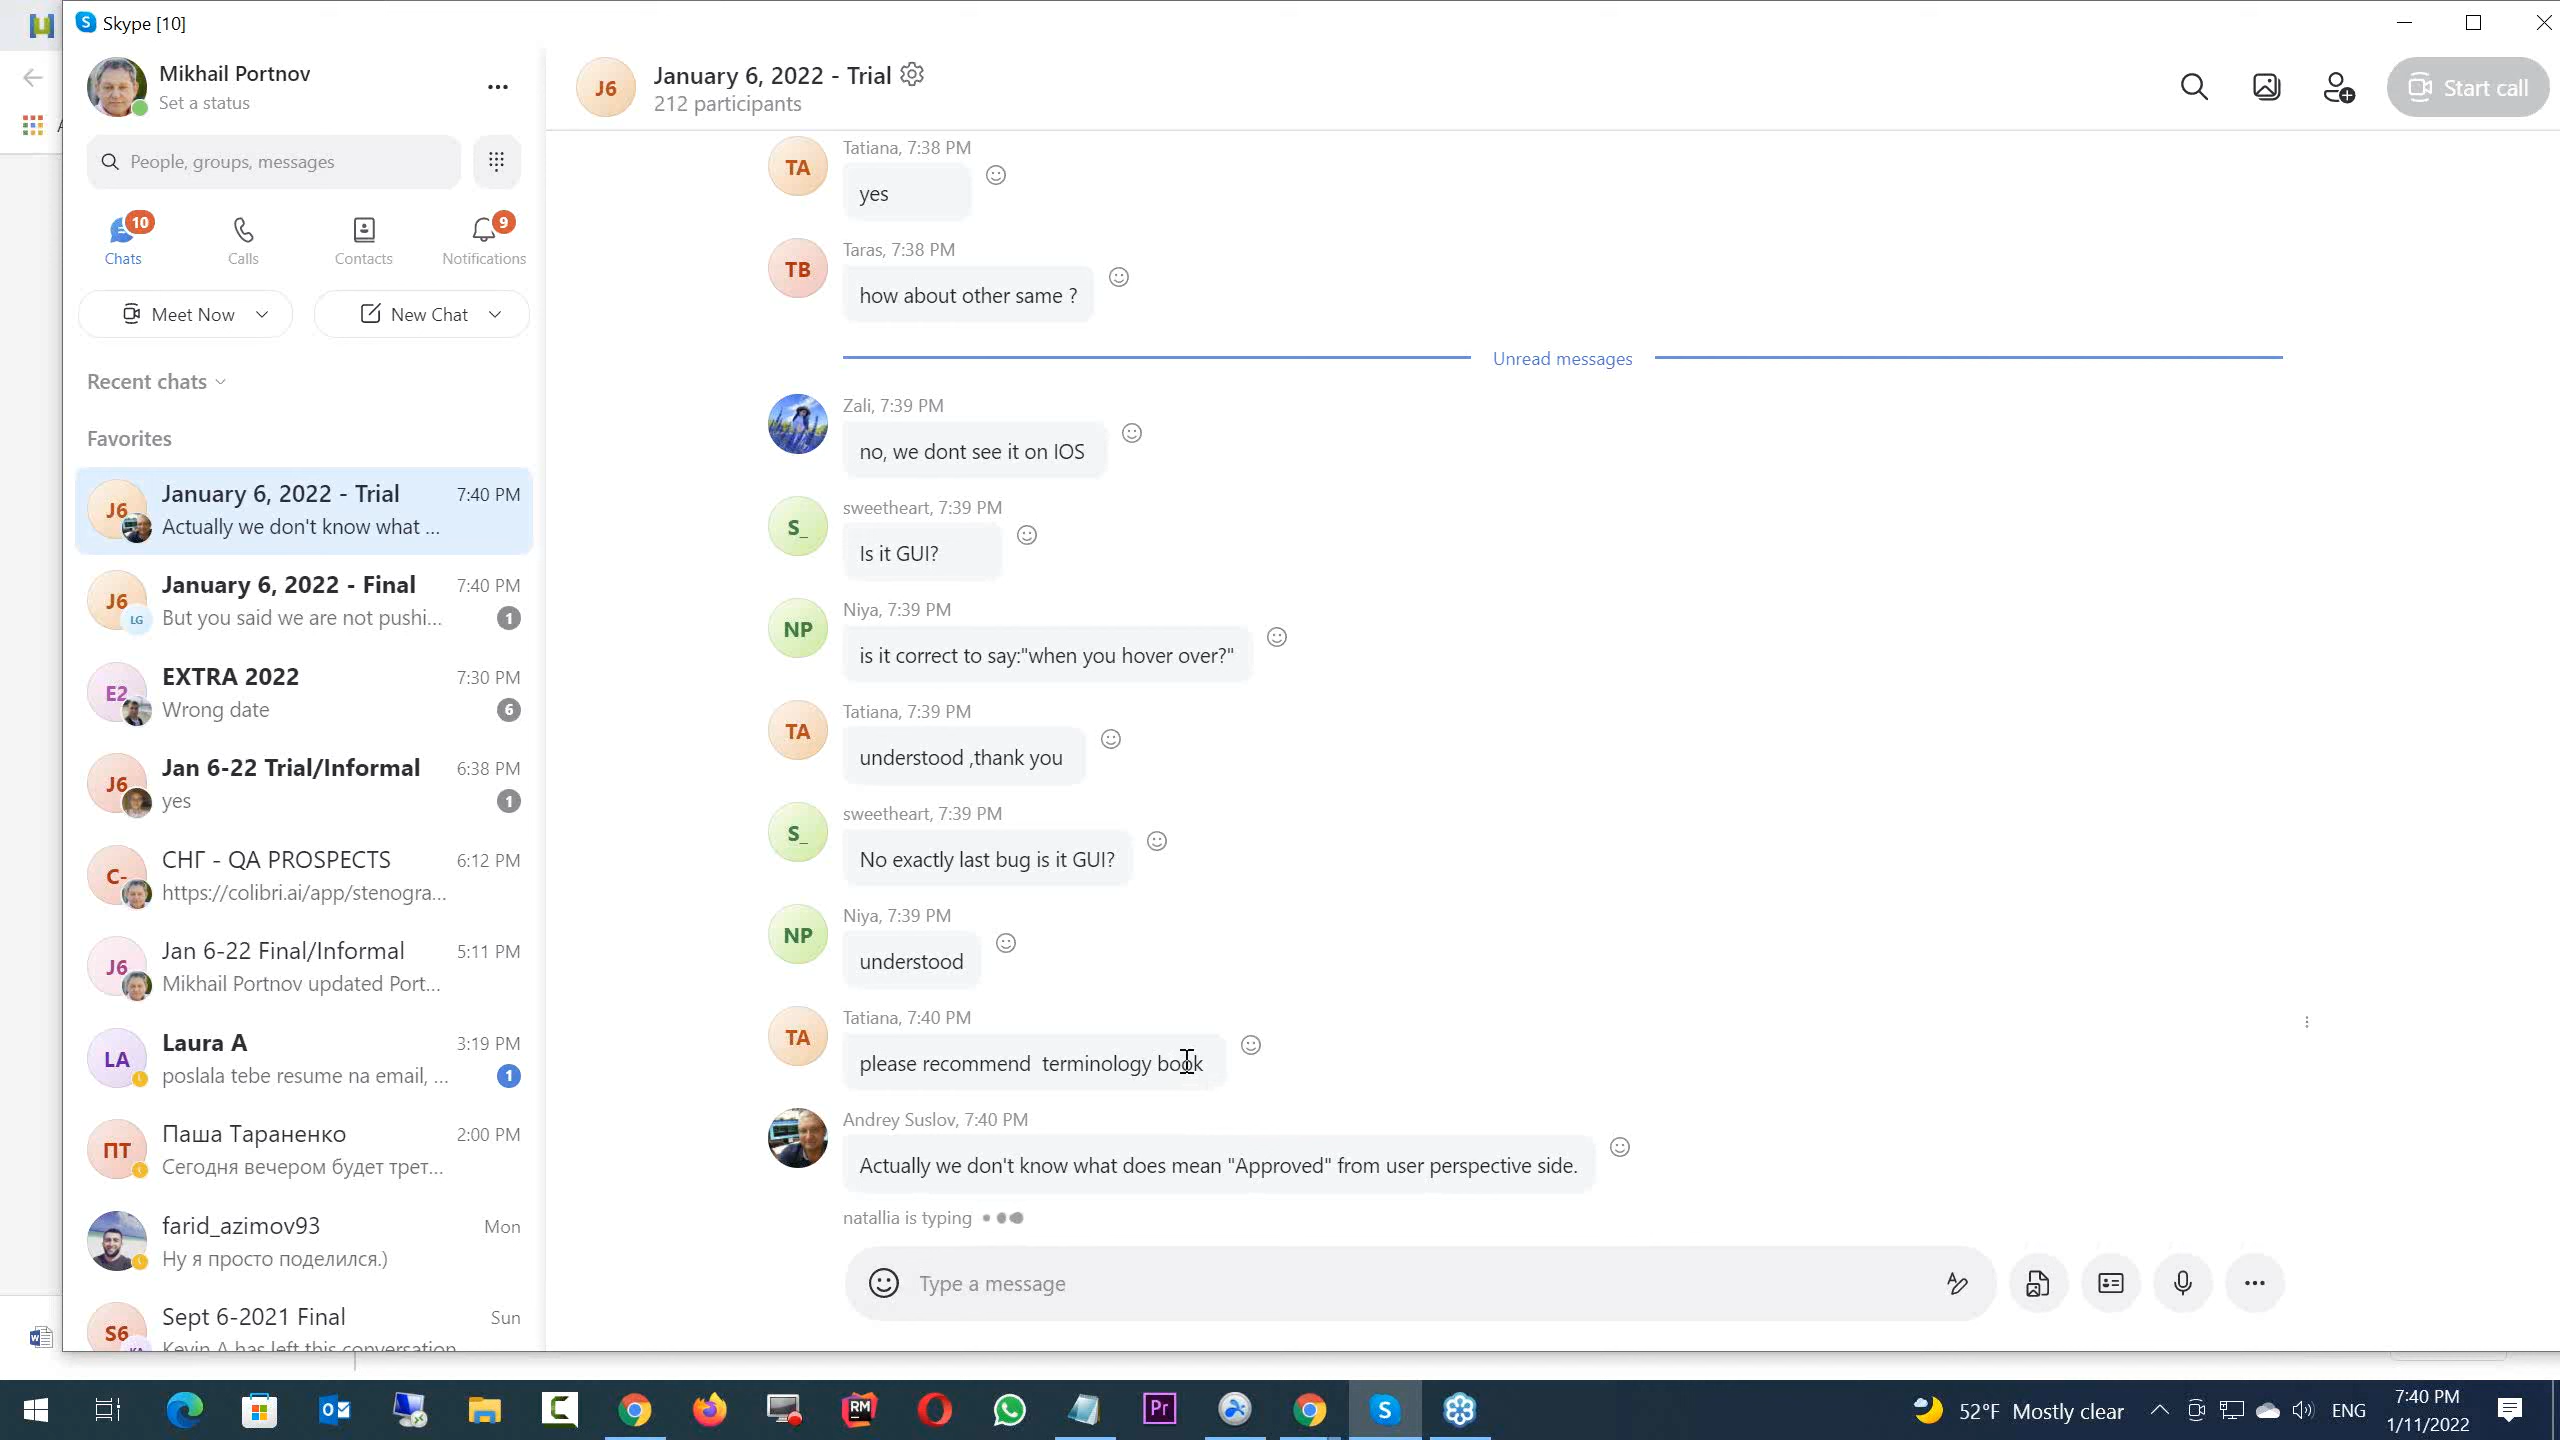 Skype [10]
Mikhail Portnov
Set a status
People, groups, messages
10
9
Chats
Calls
Contacts
Notifications
Meet Now
New Chat
Recent chats
Favorites
J6
January 6, 2022 - Trial
7:40 PM
Actually we don't know what ...
J6
LG
January 6, 2022 - Final
7:40 PM
But you said we are not pushi...
1
E2
EXTRA 2022
7:30 PM
Wrong date
6
J6
Jan 6-22 Trial/Informal
6:38 PM
yes
1
C-
СНГ - QA PROSPECTS
6:12 PM
https://colibri.ai/app/stenogra...
J6
Jan 6-22 Final/Informal
5:11 PM
Mikhail Portnov updated Port...
LA
Laura A
3:19 PM
poslala tebe resume na email, ...
1
ПТ
Паша Тараненко
2:00 PM
Сегодня вечером будет трет...
farid_azimov93
Mon
Ну я просто поделился.)
S6
Sept 6-2021 Final
Sun
Kevin A has left this conversation
J6
January 6, 2022 - Trial
212 participants
Start call
TA
Tatiana, 7:38 PM
yes
TB
Taras, 7:38 PM
how about other same ?
Unread messages
Zali, 7:39 PM
no, we dont see it on IOS
S_
sweetheart, 7:39 PM
Is it GUI?
NP
Niya, 7:39 PM
is it correct to say:"when you hover over?"
TA
Tatiana, 7:39 PM
understood ,thank you
S_
sweetheart, 7:39 PM
No exactly last bug is it GUI?
NP
Niya, 7:39 PM
understood
TA
Tatiana, 7:40 PM
please recommend  terminology book
Andrey Suslov, 7:40 PM
Actually we don't know what does mean "Approved" from user perspective side.
natallia is typing
Type a message
52°F Mostly clear
ENG
7:40 PM
1/11/2022